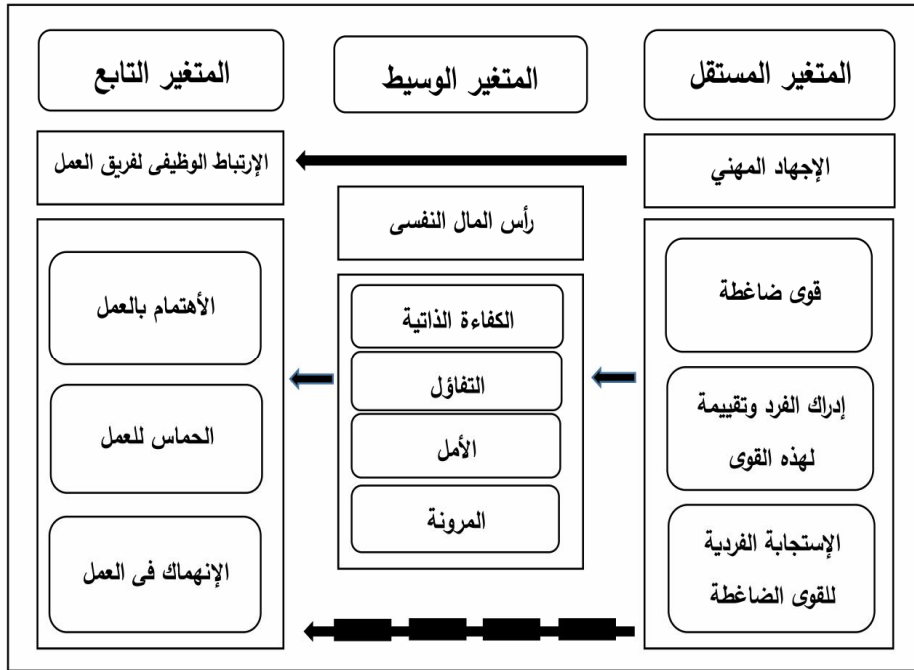 المتغير المستقل
المتغير الوسيط
المتغير التابع
الإجهاد المهني
الإرتباط الوظيفى لفريق العمل
رأس المال النفسى
قوى ضاغطة
إدراك الفرد وتقييمة
لهذه القوى
الإستجابة الفردية
للقوى الضاغطة
الكفاءة الذاتية
التفاؤل
الأمل
المرونة
الأهتمام بالعمل
الحماس للعمل
الإنهماك فى العمل